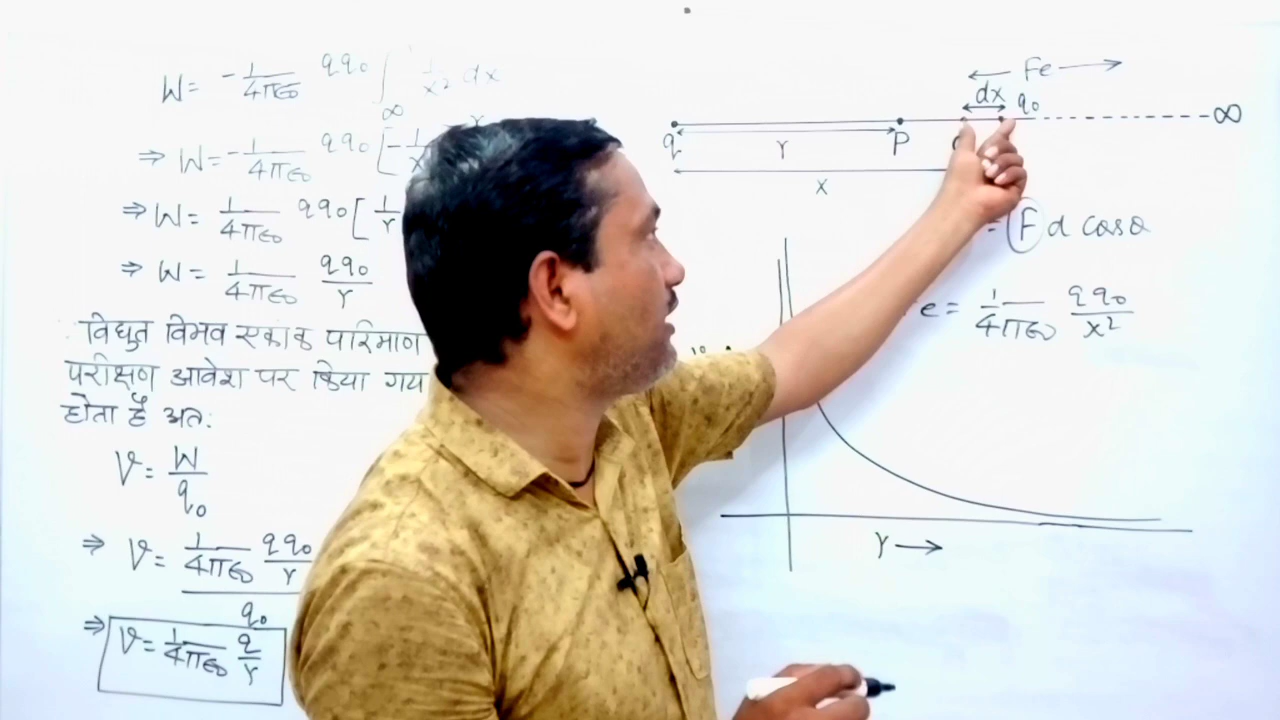 W = -1/4πε₀ qq₀ ∫ 1/x² dx
∞
⇒ W = -1/4πε₀ qq₀ [-1/x
⇒ W = 1/4πε₀ qq₀ [1/r
⇒ W = 1/4πε₀ qq₀/r
विद्युत विभव एकांक परिमाण
परीक्षण आवेश पर किया गय
होता है अतः
V = W/q₀
⇒ V = 1/4πε₀ qq₀/r
q₀
⇒ V = 1/4πε₀ q/r
Fe
dx q₀
∞
q r P
x
= F d cosθ
e = 1/4πε₀ qq₀/x²
r →